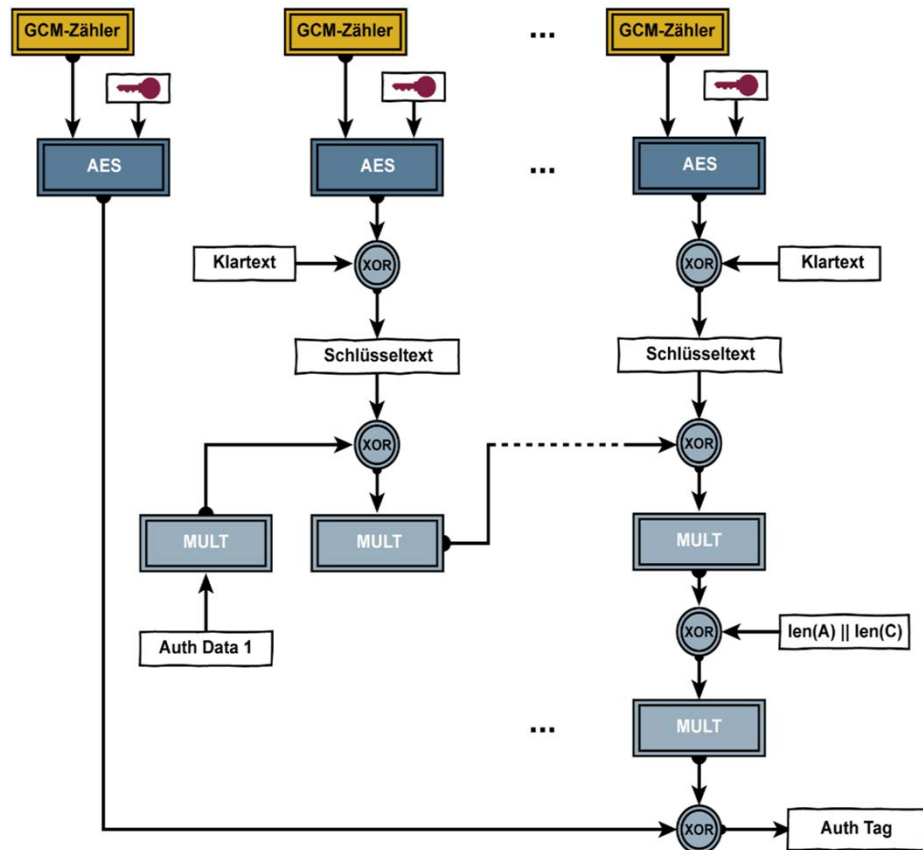 GCM-Zähler GCM-Zähler ... GCM-Zähler
AES AES ... AES
XOR XOR
Klartext Klartext
Schlüsseltext Schlüsseltext
XOR XOR
MULT MULT MULT
XOR len(A) || len(C)
Auth Data 1
... MULT
XOR Auth Tag